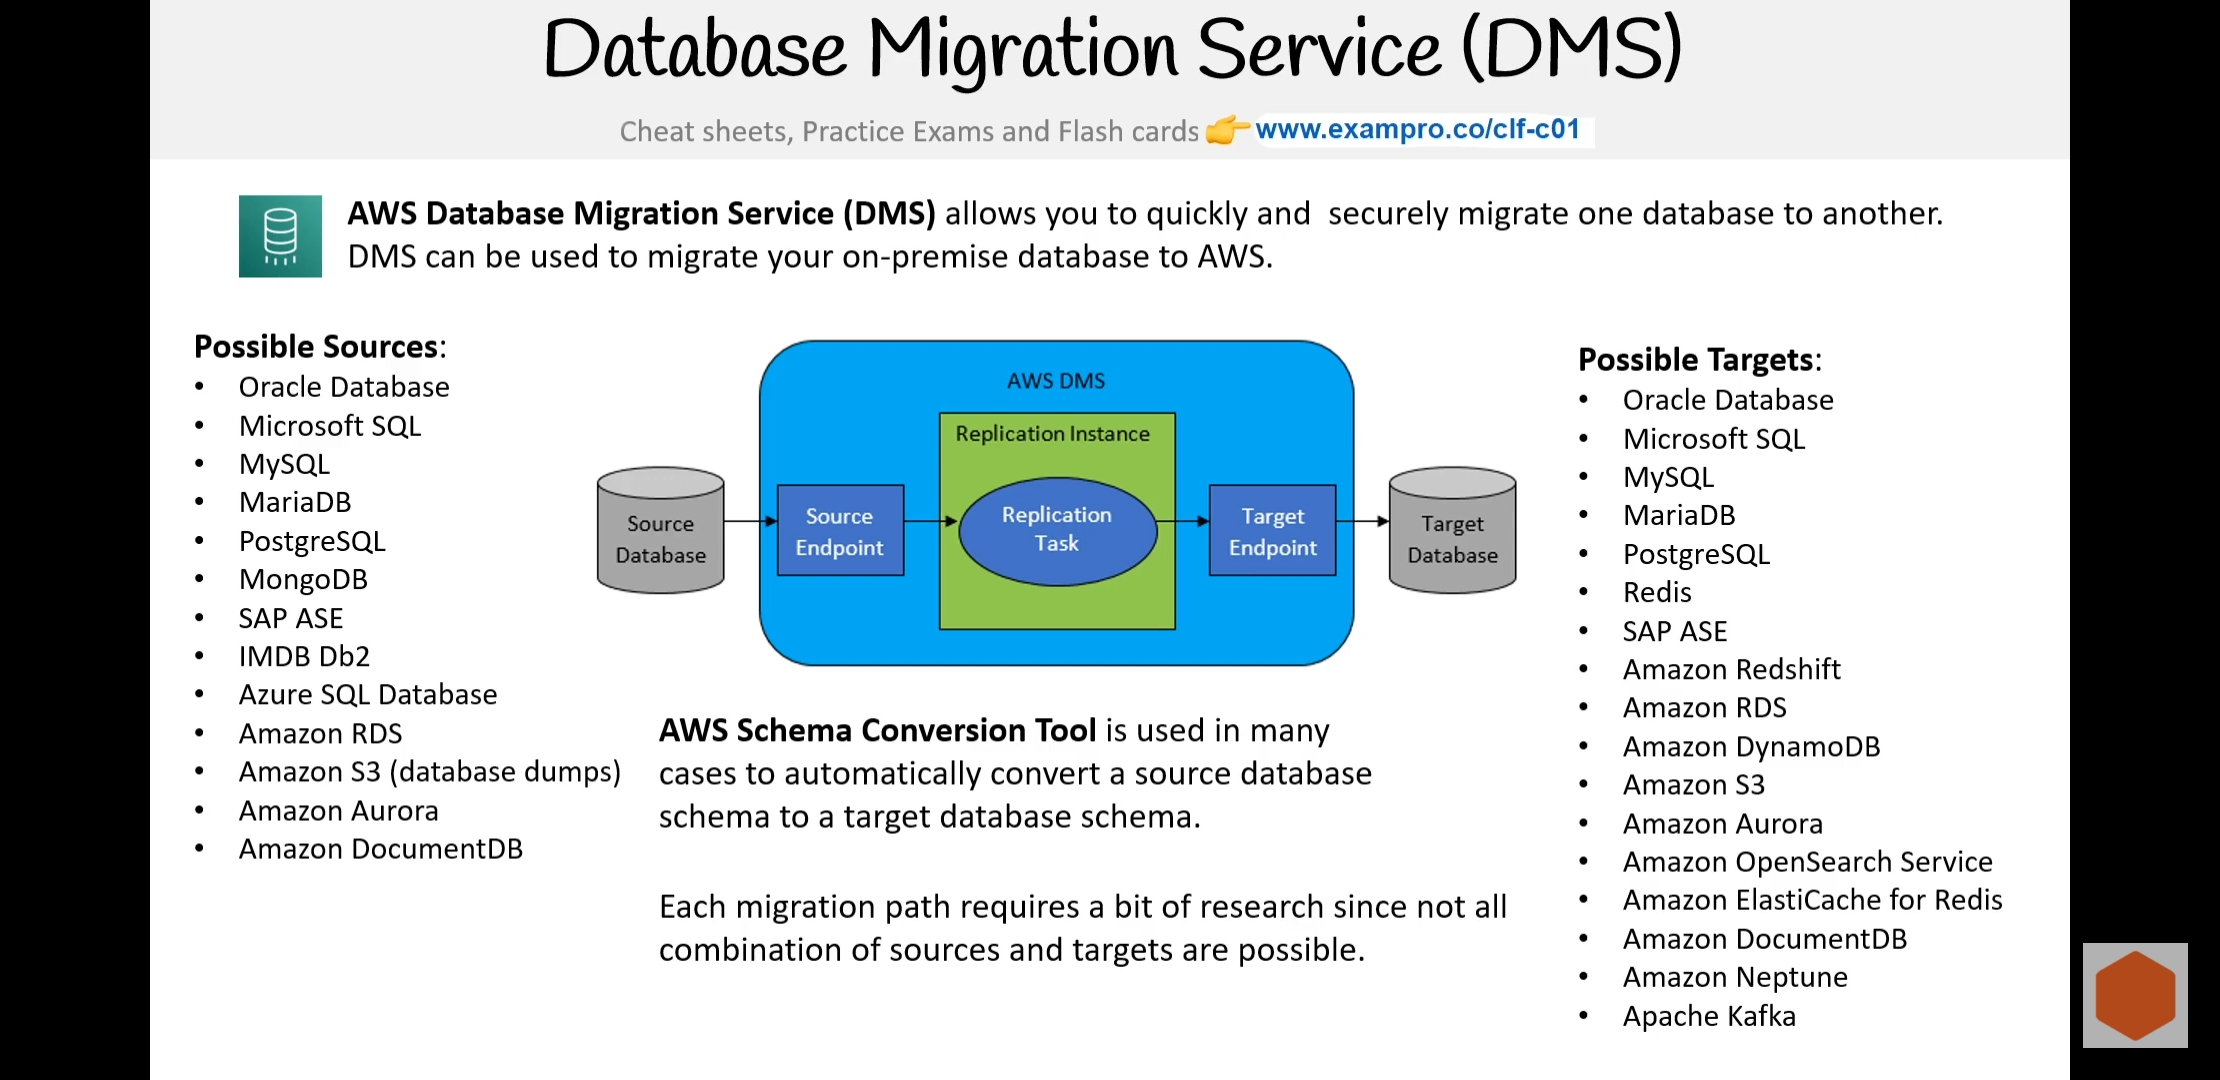 Database Migration Service (DMS)
Cheat sheets, Practice Exams and Flash cards 👉 www.exampro.co/clf-c01
AWS Database Migration Service (DMS) allows you to quickly and  securely migrate one database to another.
DMS can be used to migrate your on-premise database to AWS.
Possible Sources:
• Oracle Database
• Microsoft SQL
• MySQL
• MariaDB
• PostgreSQL
• MongoDB
• SAP ASE
• IMDB Db2
• Azure SQL Database
• Amazon RDS
• Amazon S3 (database dumps)
• Amazon Aurora
• Amazon DocumentDB
AWS DMS
Replication Instance
Source
Database
Source
Endpoint
Replication
Task
Target
Endpoint
Target
Database
AWS Schema Conversion Tool is used in many
cases to automatically convert a source database
schema to a target database schema.
Each migration path requires a bit of research since not all
combination of sources and targets are possible.
Possible Targets:
• Oracle Database
• Microsoft SQL
• MySQL
• MariaDB
• PostgreSQL
• Redis
• SAP ASE
• Amazon Redshift
• Amazon RDS
• Amazon DynamoDB
• Amazon S3
• Amazon Aurora
• Amazon OpenSearch Service
• Amazon ElastiCache for Redis
• Amazon DocumentDB
• Amazon Neptune
• Apache Kafka